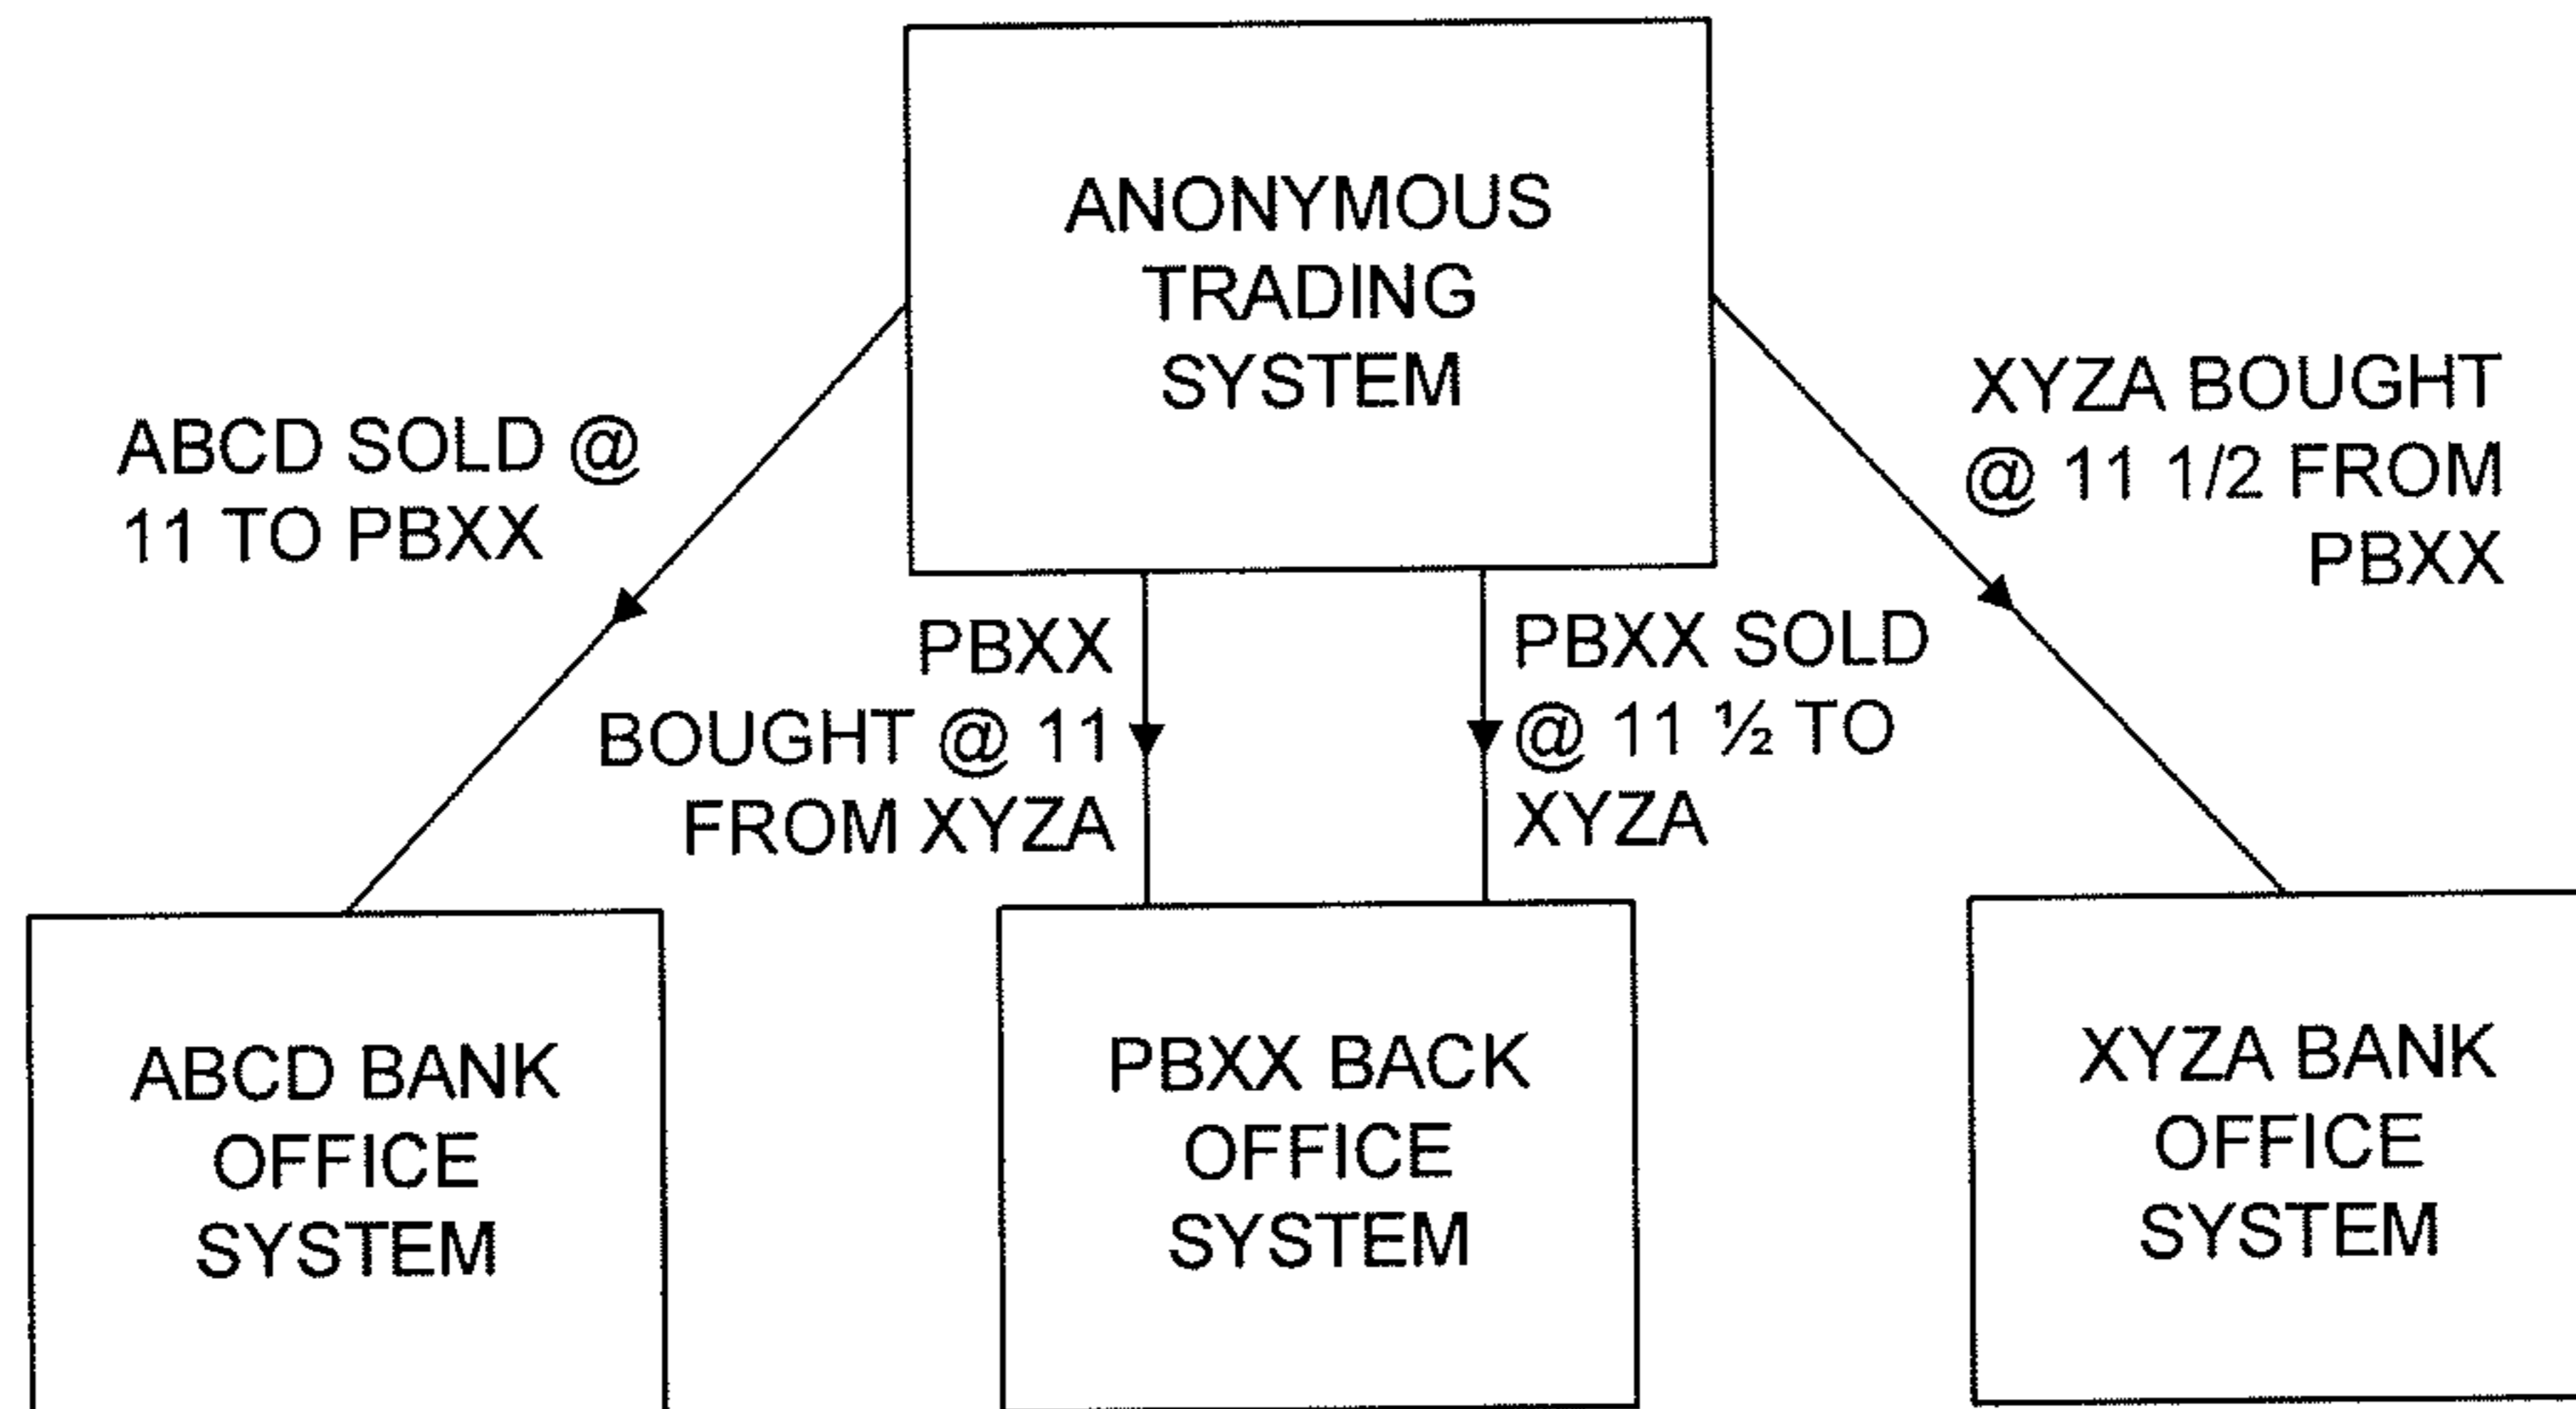 ANONYMOUS
TRADING
SYSTEM
ABCD SOLD @
11 TO PBXX
XYZA BOUGHT
@ 11 1/2 FROM
PBXX
PBXX
BOUGHT @ 11
FROM XYZA
PBXX SOLD
@ 11 ½ TO
XYZA
ABCD BANK
OFFICE
SYSTEM
PBXX BACK
OFFICE
SYSTEM
XYZA BANK
OFFICE
SYSTEM